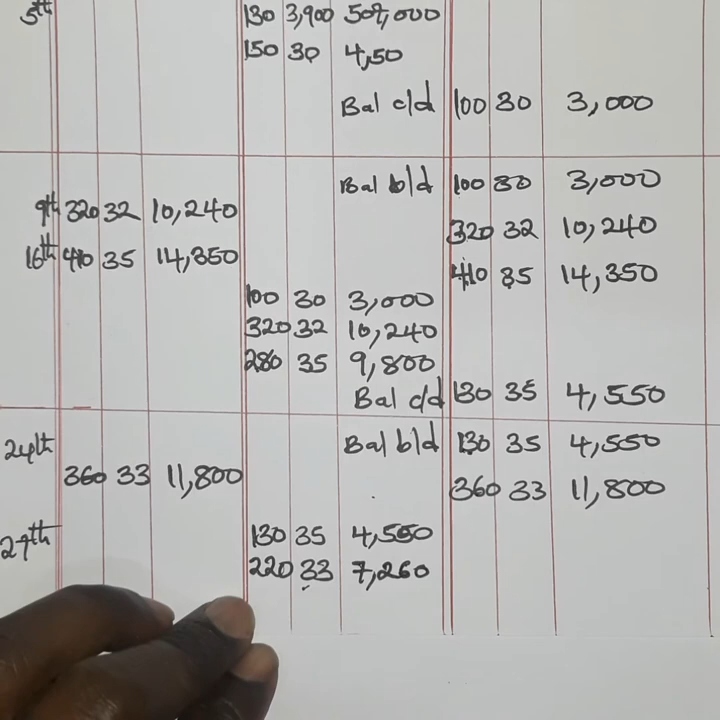 5th 130 3,900 507,000
150 30 4,50
Bal c/d 100 30 3,000
Bal b/d 100 30 3,000
9th 320 32 10,240
320 32 10,240
16th 410 35 14,350
410 35 14,350
100 30 3,000
320 32 10,240
280 35 9,800
Bal c/d 130 35 4,550
24th Bal b/d 130 35 4,550
360 33 11,800
360 33 11,800
27th 130 35 4,550
220 33 7,260